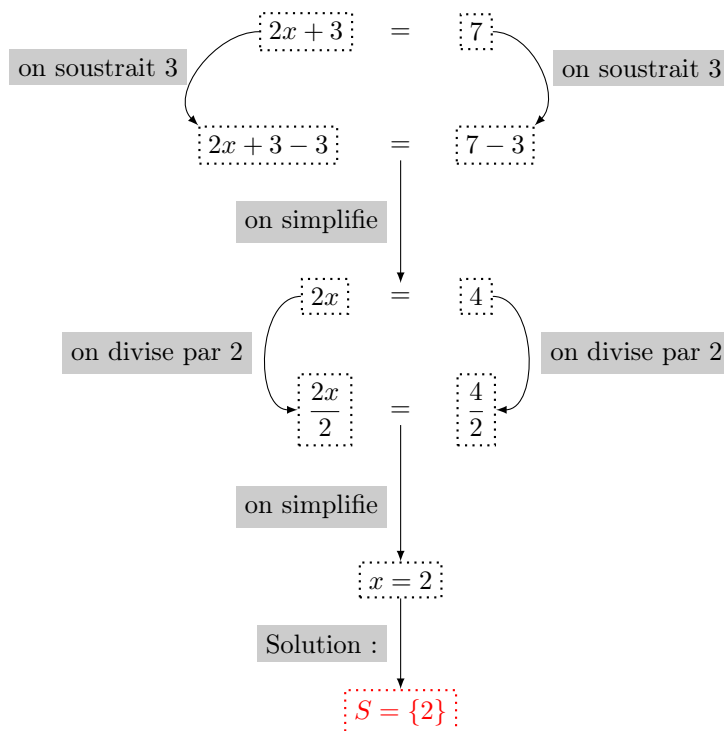 2x + 3 = 7
on soustrait 3 on soustrait 3
2x + 3 − 3 = 7 − 3
on simplifie
2x = 4
on divise par 2 on divise par 2
2x/2 = 4/2
on simplifie
x = 2
Solution :
S = {2}